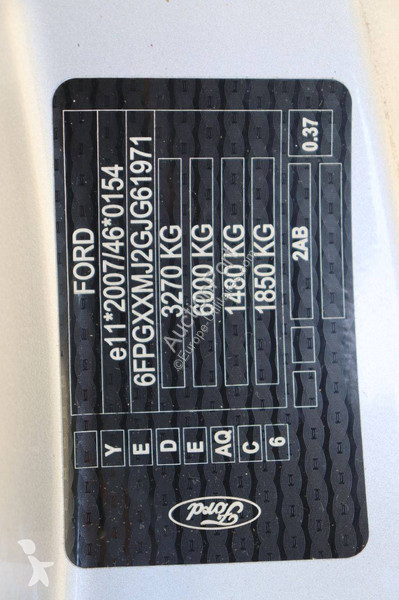 FORD
e11*2007/46*0154
6FPGXXMJ2GJG61971
3270 KG
6000 KG
1480 KG
1850 KG
2AB
0.37
Y E D E AQ C 6
Ford